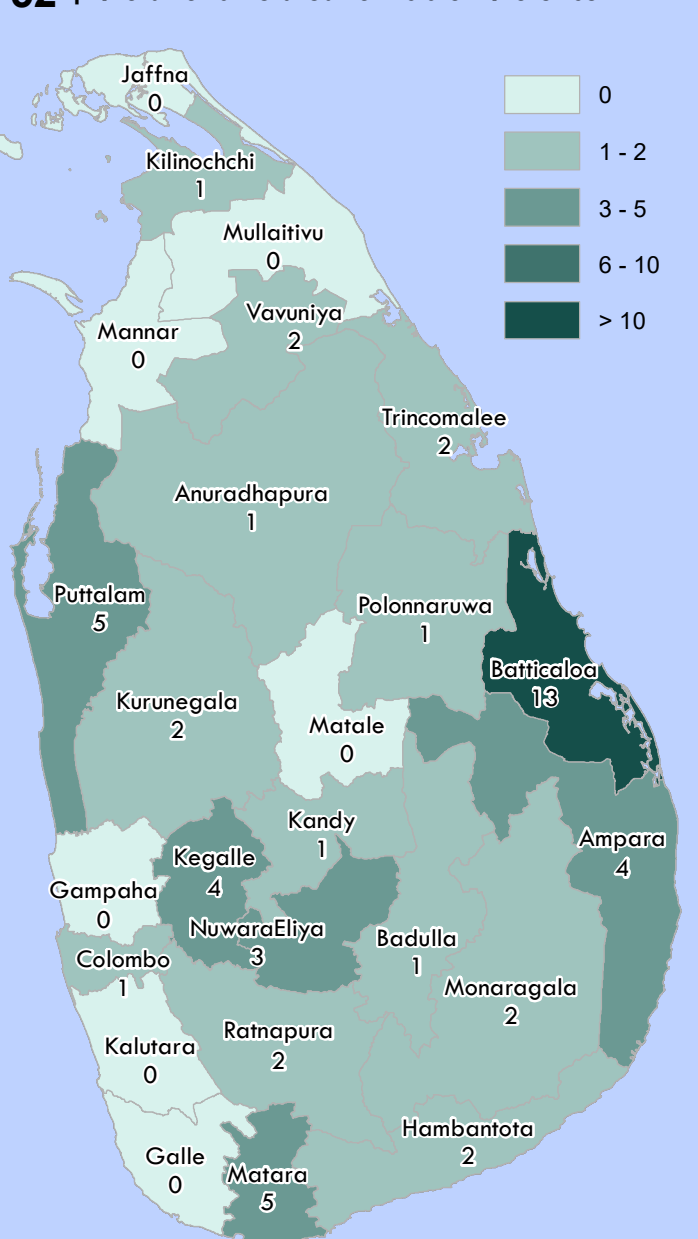 Jaffna
0
0
1 - 2
3 - 5
6 - 10
> 10
Kilinochchi
1
Mullaitivu
0
Vavuniya
2
Mannar
0
Trincomalee
2
Anuradhapura
1
Puttalam
5
Polonnaruwa
1
Batticaloa
13
Kurunegala
2
Matale
0
Kandy
1
Ampara
4
Kegalle
4
Gampaha
0
NuwaraEliya
3
Badulla
1
Colombo
1
Monaragala
2
Ratnapura
2
Kalutara
0
Hambantota
2
Galle
0
Matara
5